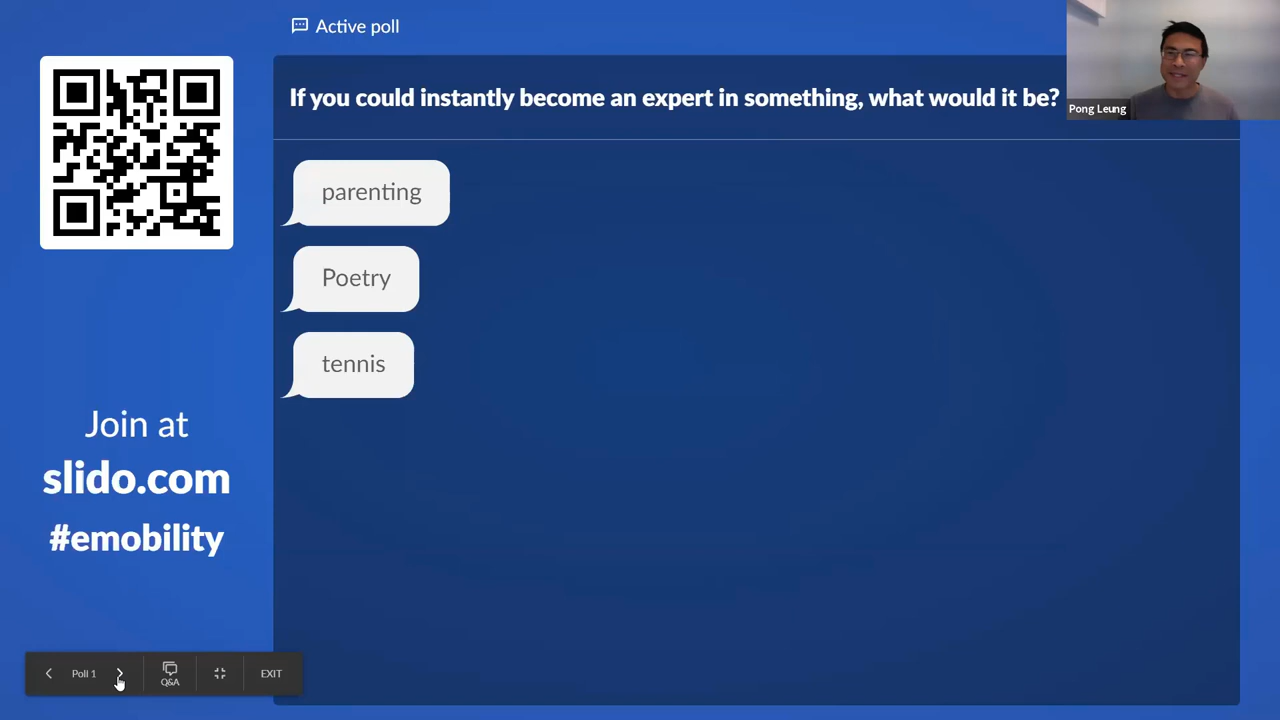 Active poll
If you could instantly become an expert in something, what would it be?
Pong Leung
parenting
Poetry
tennis
Join at
slido.com
#emobility
Poll 1
Q&A
EXIT